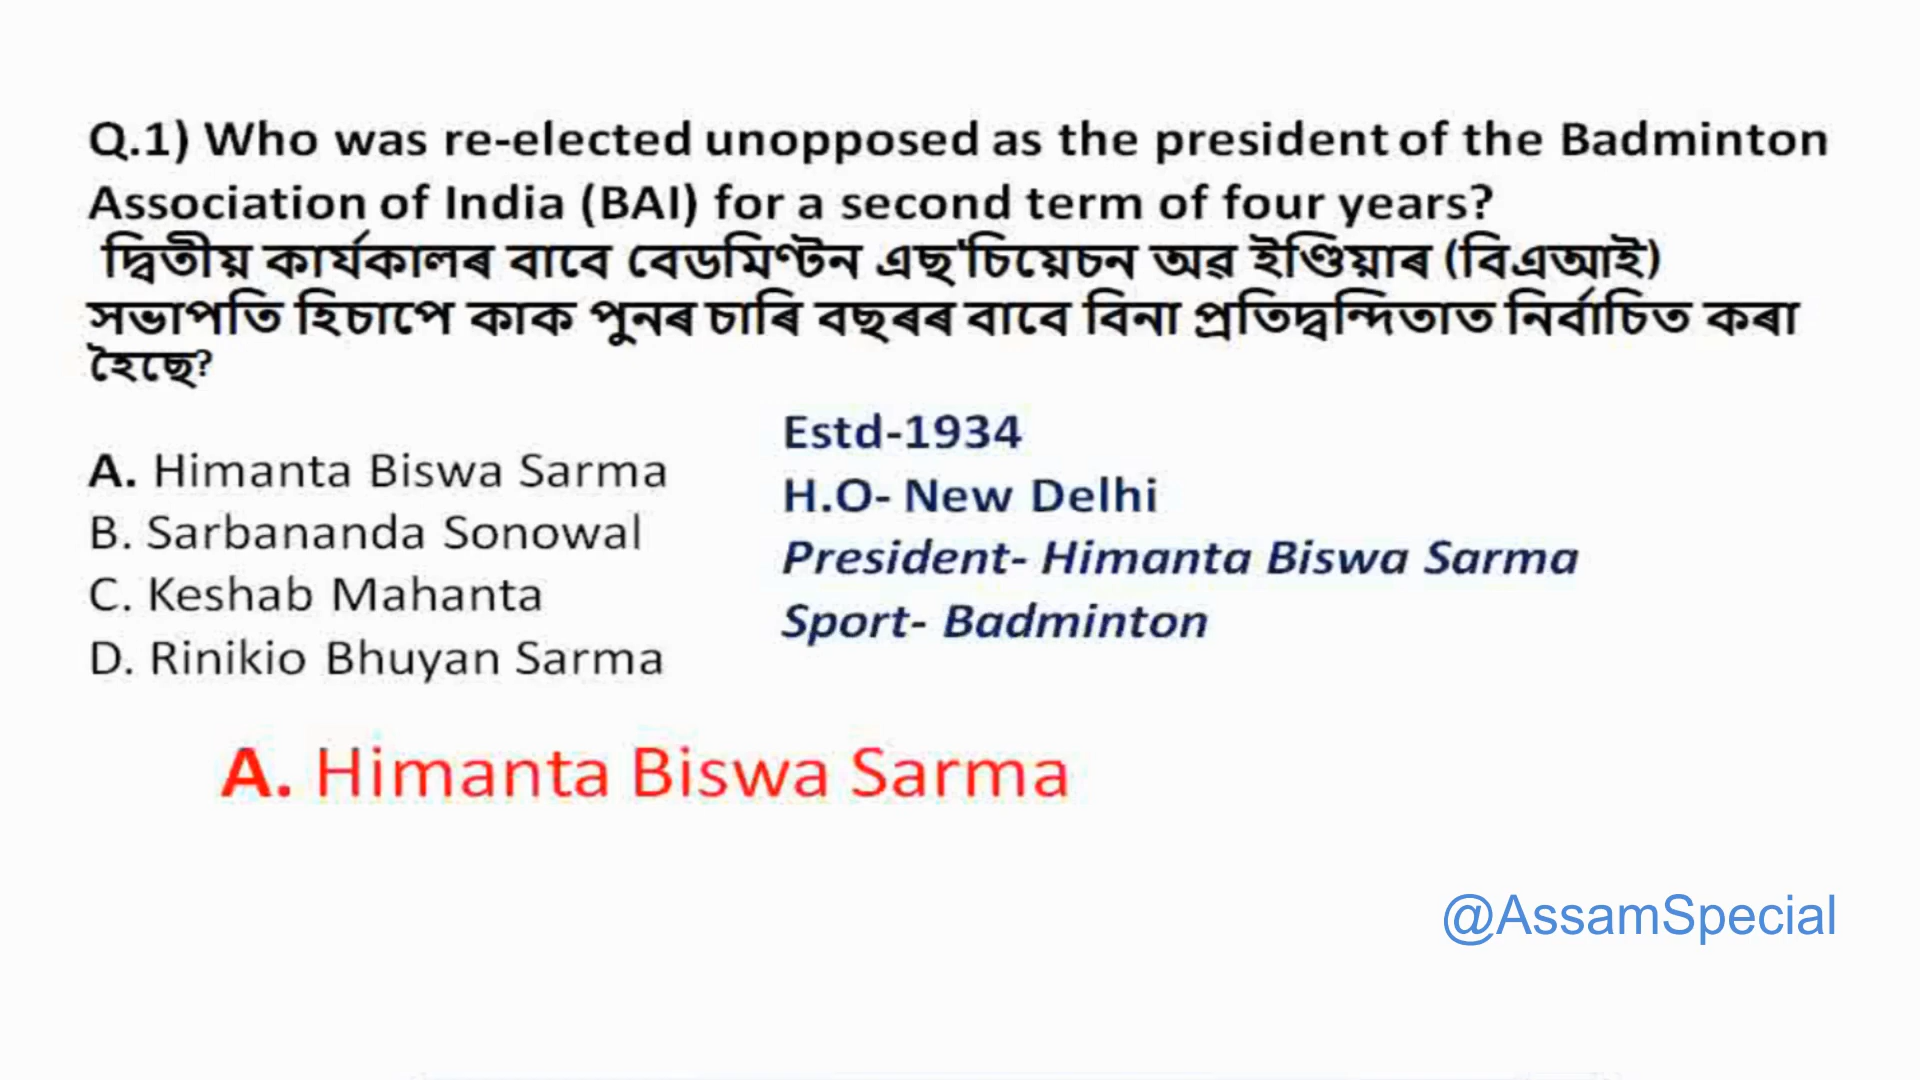 Q.1) Who was re-elected unopposed as the president of the Badminton
Association of India (BAI) for a second term of four years?
দ্বিতীয় কাৰ্যকালৰ বাবে বেডমিণ্টন এছ'চিয়েচন অৱ ইণ্ডিয়াৰ (বিএআই)
সভাপতি হিচাপে কাক পুনৰ চাৰি বছৰৰ বাবে বিনা প্ৰতিদ্বন্দিতাত নিৰ্বাচিত কৰা
হৈছে?
A. Himanta Biswa Sarma
B. Sarbananda Sonowal
C. Keshab Mahanta
D. Rinikio Bhuyan Sarma
Estd-1934
H.O- New Delhi
President- Himanta Biswa Sarma
Sport- Badminton
A. Himanta Biswa Sarma
@AssamSpecial